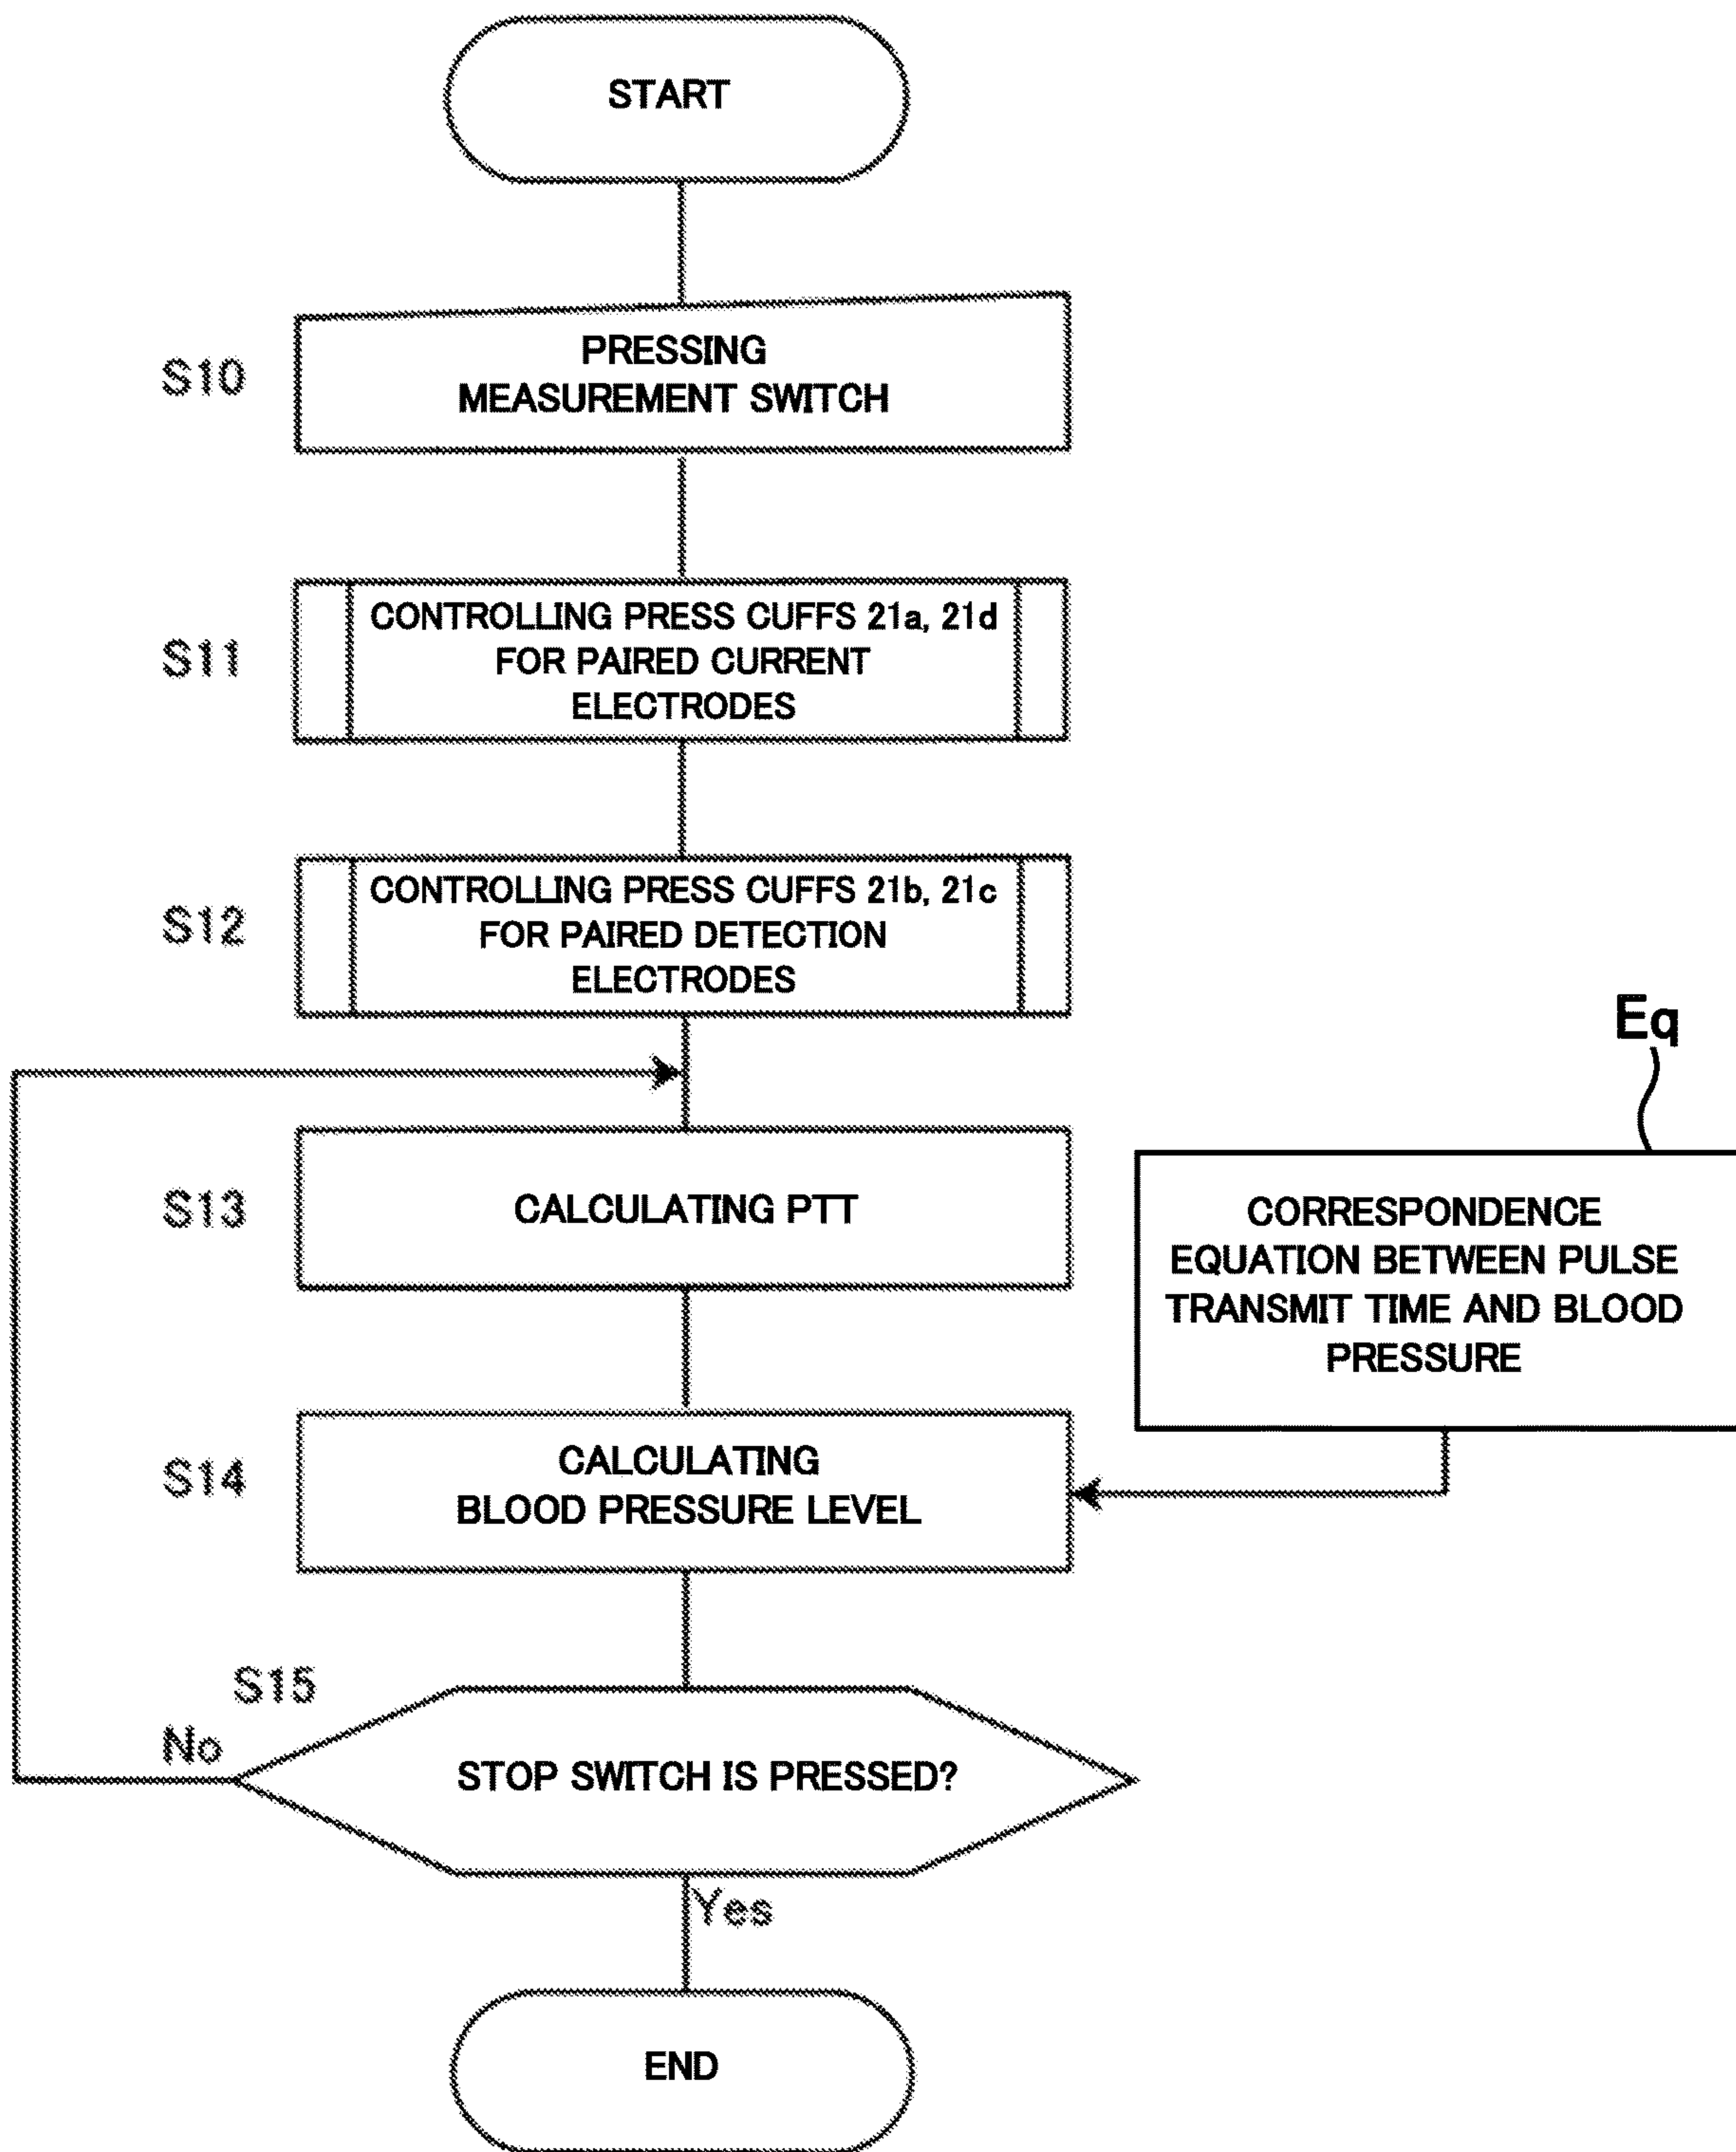 START
S10
PRESSING
MEASUREMENT SWITCH
S11
CONTROLLING PRESS CUFFS 21a, 21d
FOR PAIRED CURRENT
ELECTRODES
S12
CONTROLLING PRESS CUFFS 21b, 21c
FOR PAIRED DETECTION
ELECTRODES
Eq
S13
CALCULATING PTT
CORRESPONDENCE
EQUATION BETWEEN PULSE
TRANSMIT TIME AND BLOOD
PRESSURE
S14
CALCULATING
BLOOD PRESSURE LEVEL
S15
No
STOP SWITCH IS PRESSED?
Yes
END